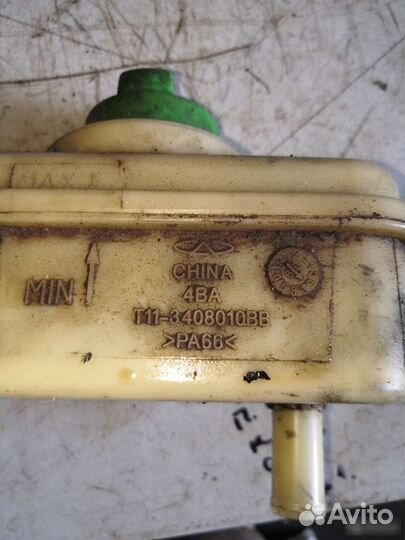 MAX
MIN
CHINA
4BA
T11-3408010BB
>PA66<
Avito